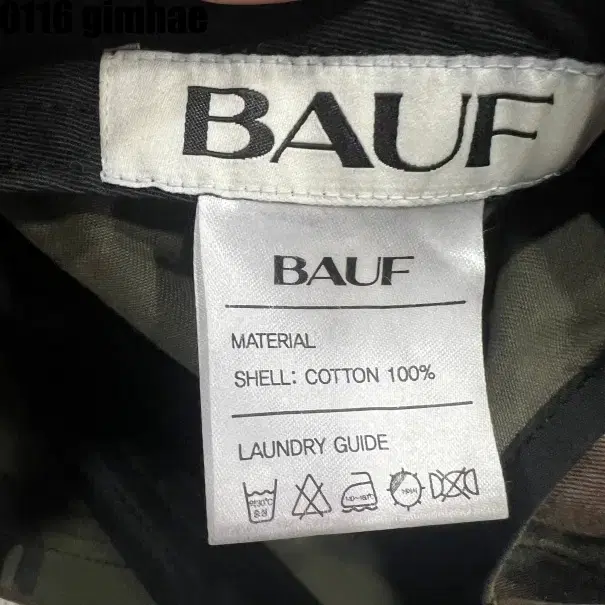 0116 gimhae
BAUF
BAUF
MATERIAL
SHELL: COTTON 100%
LAUNDRY GUIDE